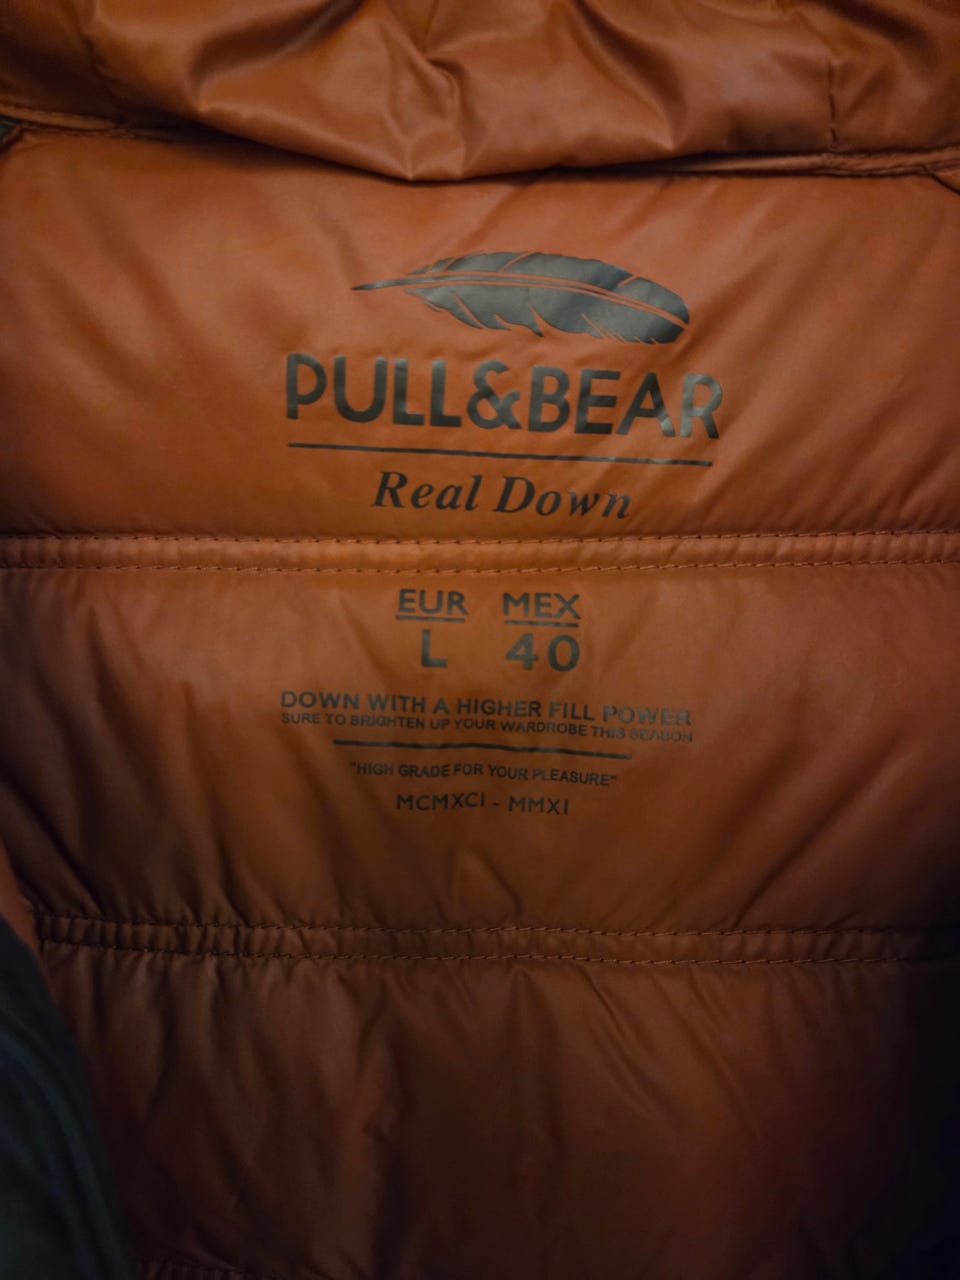 PULL&BEAR
Real Down
EUR MEX
L 40
DOWN WITH A HIGHER FILL POWER
SURE TO BRIGHTEN UP YOUR WARDROBE THIS SEASON
"HIGH GRADE FOR YOUR PLEASURE"
MCMXCI - MMXI